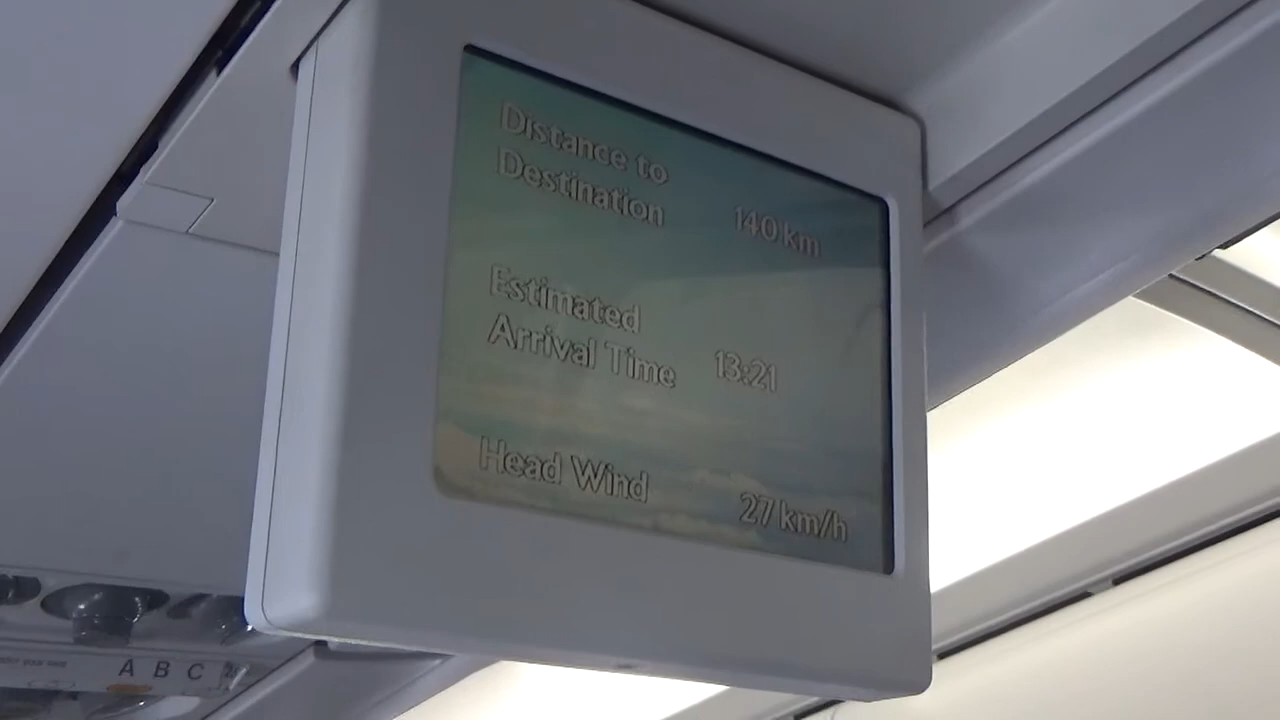 Distance to
Destination 140 km
Estimated
Arrival Time 13:21
Head Wind 27 km/h
A B C